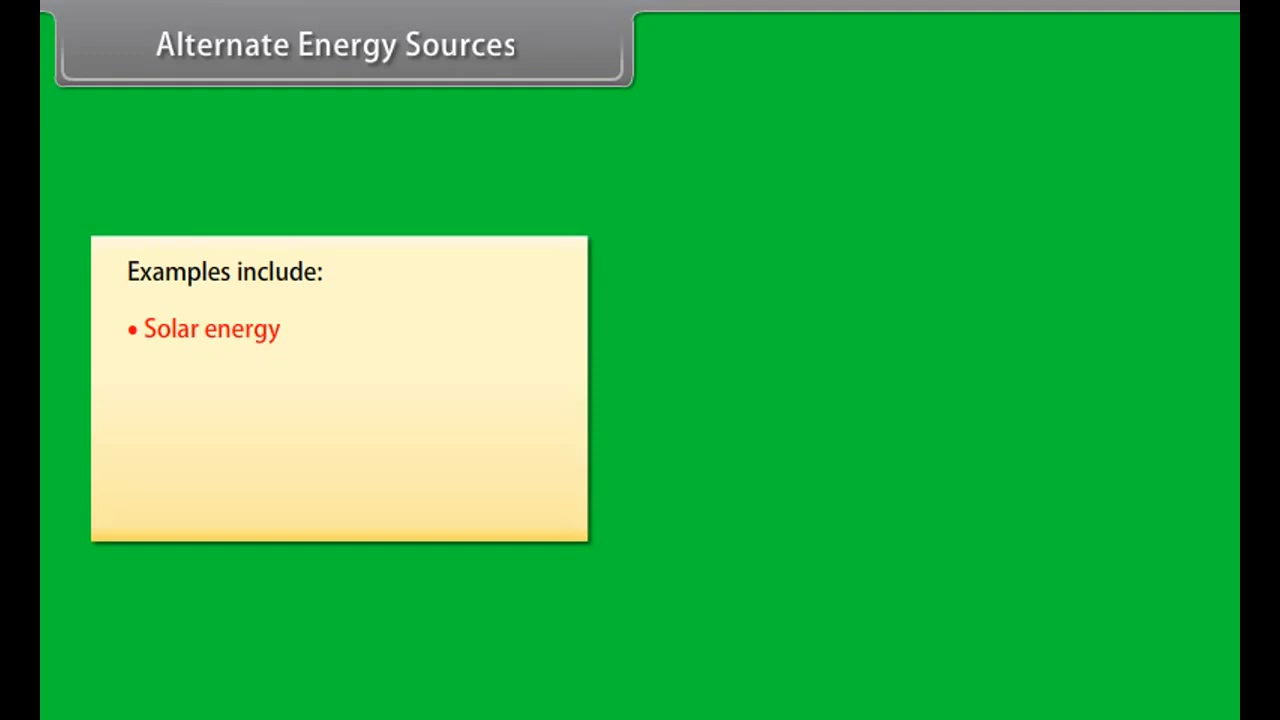 Alternate Energy Sources
Examples include:
• Solar energy